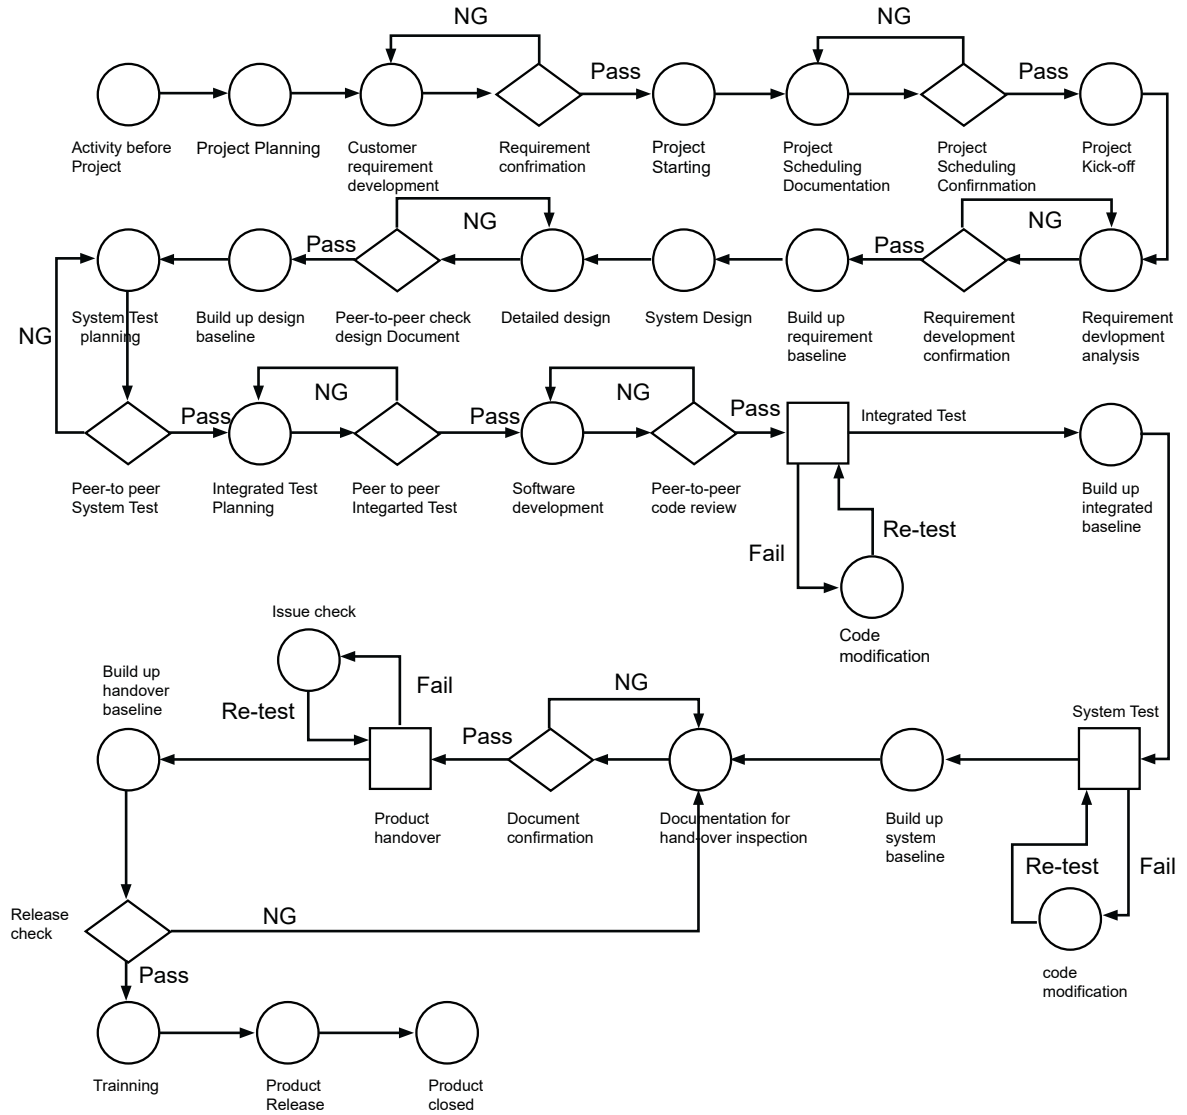 NG
NG
Pass
Pass
Activity before
Project
Project Planning
Customer
requirement
development
Requirement
confrimation
Project
Starting
Project
Scheduling
Documentation
Project
Scheduling
Confirnmation
Project
Kick-off
NG
NG
Pass
Pass
NG
System Test
planning
Build up design
baseline
Peer-to-peer check
design Document
Detailed design
System Design
Build up
requirement
baseline
Requirement
development
confirmation
Requirement
devlopment
analysis
NG
NG
Pass
Pass
Pass
Integrated Test
Peer-to peer
System Test
Integrated Test
Planning
Peer to peer
Integarted Test
Software
development
Peer-to-peer
code review
Build up
integrated
baseline
Fail
Re-test
Code
modification
Issue check
Build up
handover
baseline
Re-test
Fail
NG
Pass
System Test
Product
handover
Document
confirmation
Documentation for
hand-over inspection
Build up
system
baseline
Re-test
Fail
code
modification
Release
check
NG
Pass
Trainning
Product
Release
Product
closed